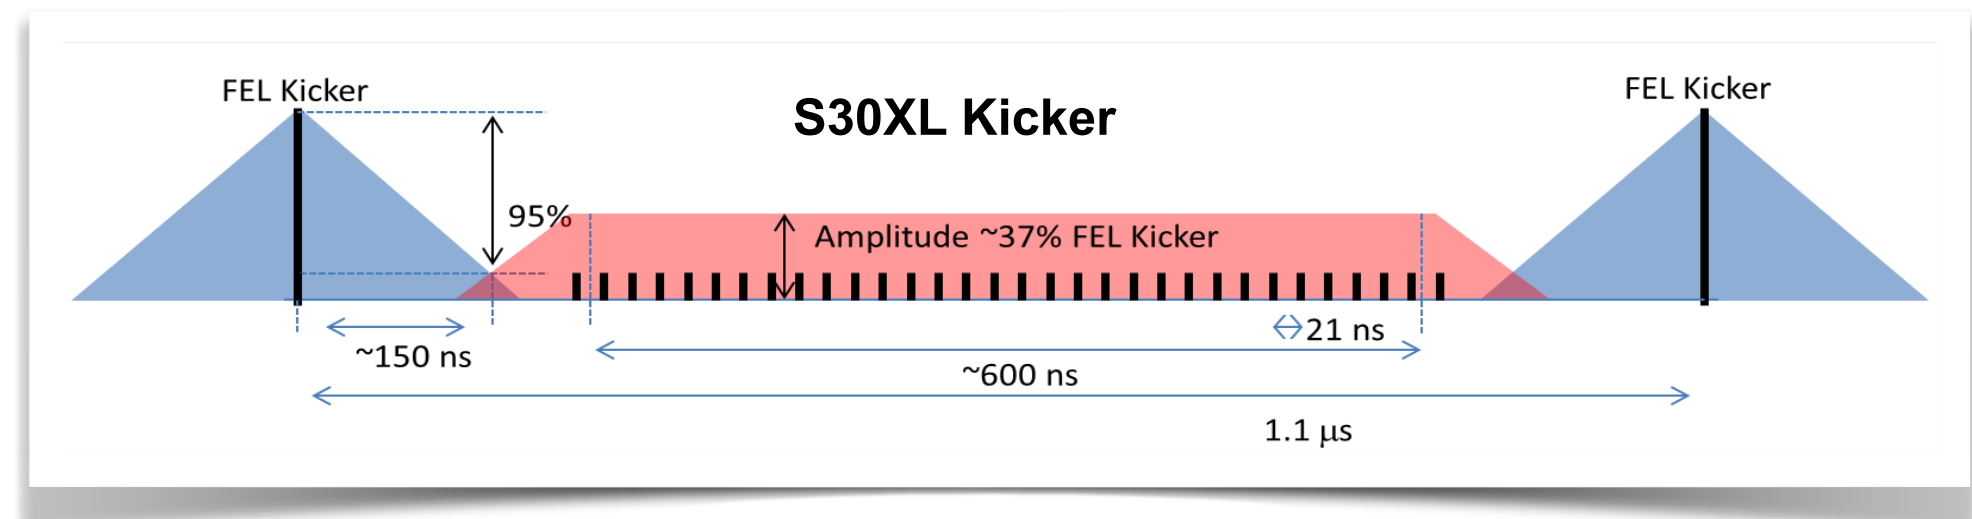 FEL Kicker
FEL Kicker
S30XL Kicker
95%
Amplitude ~37% FEL Kicker
21 ns
~150 ns
~600 ns
1.1 μs